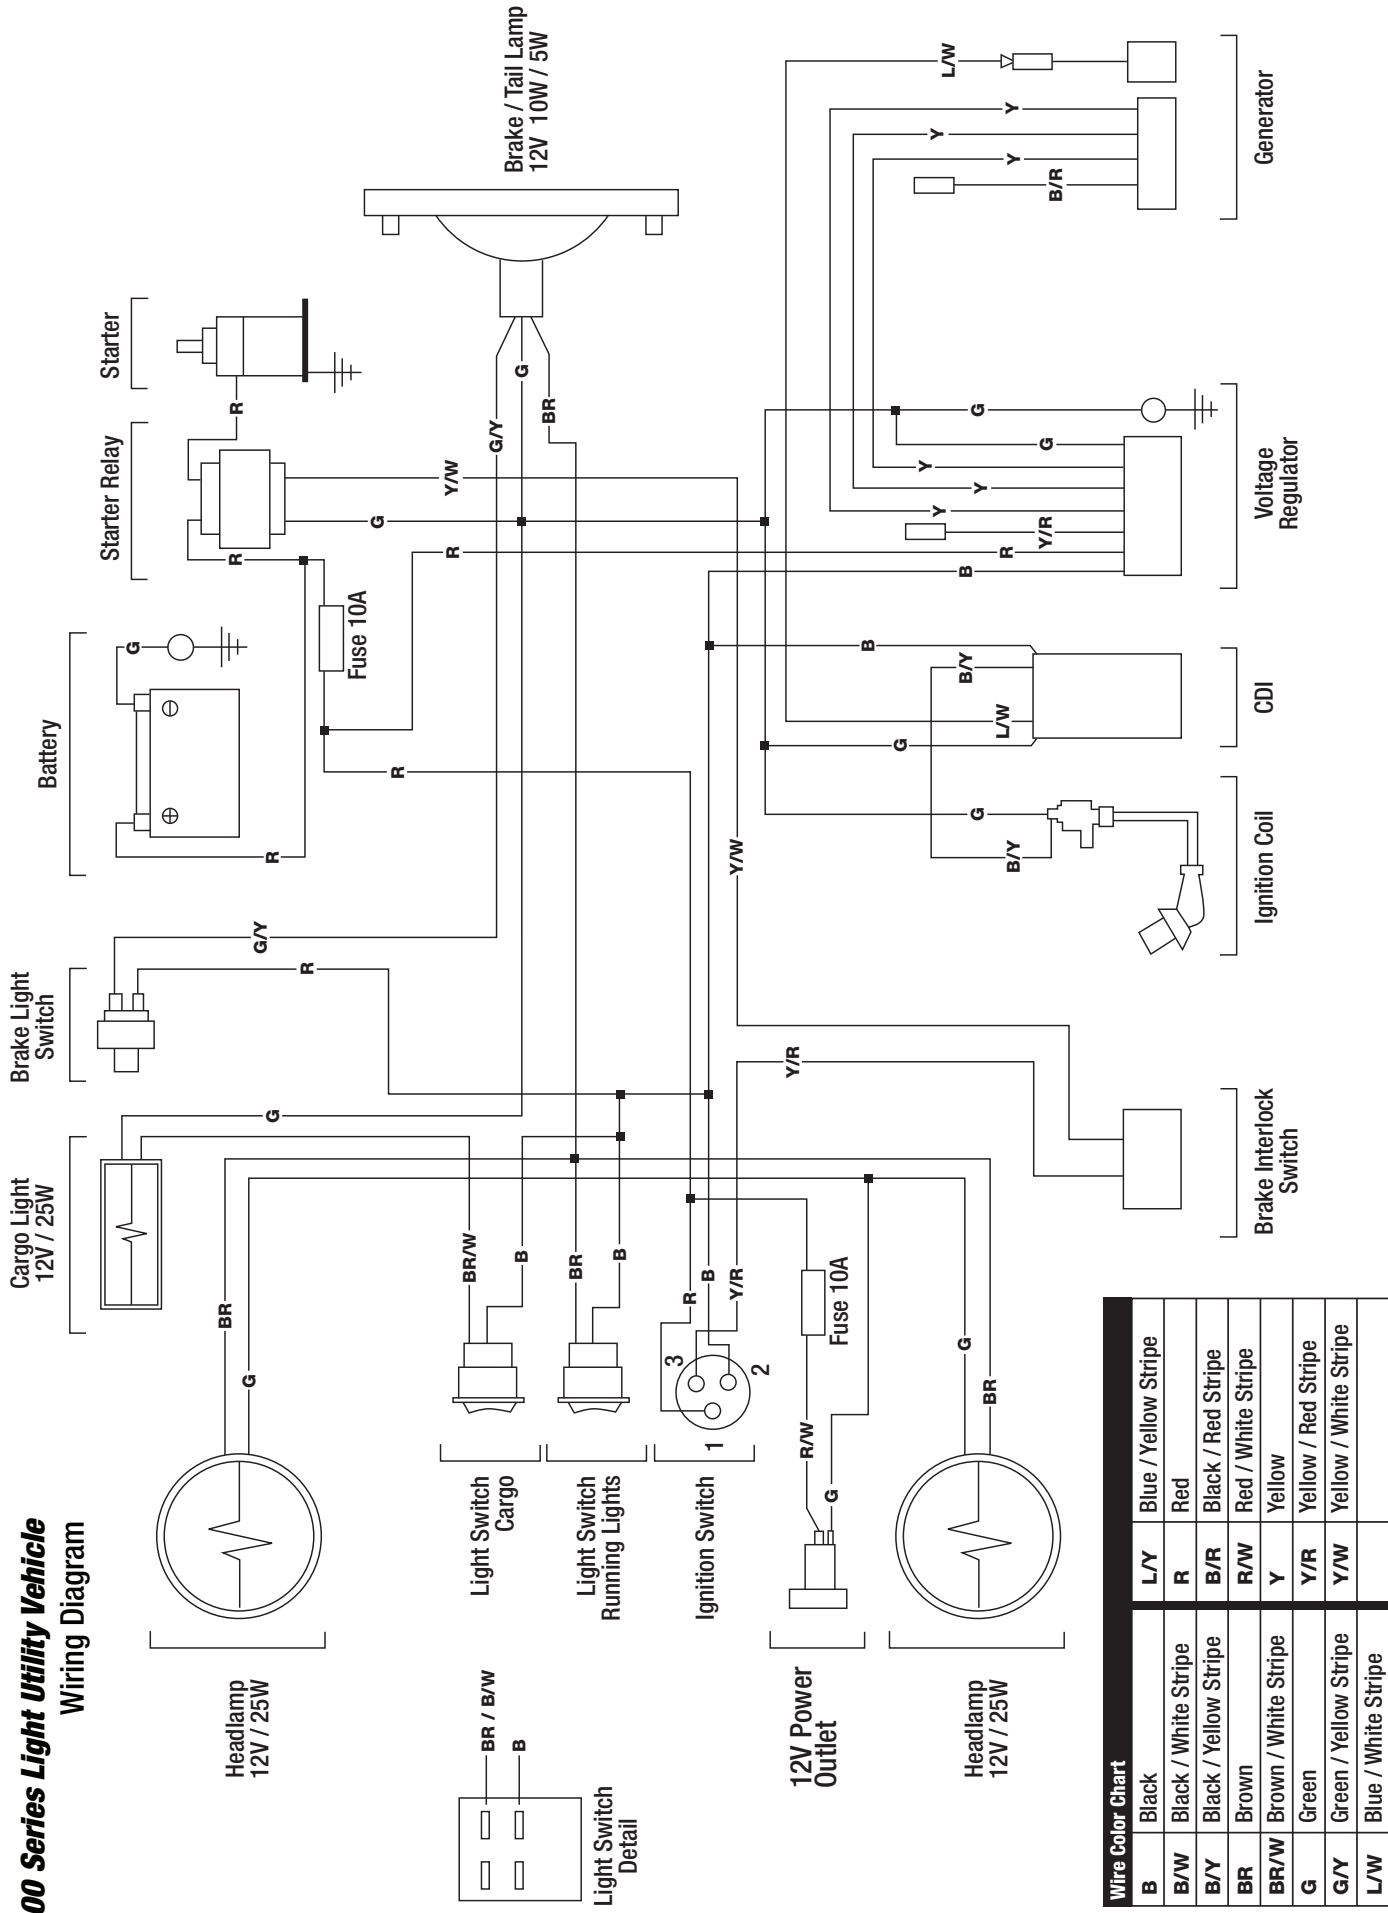 00 Series Light Utility Vehicle
Wiring Diagram
Headlamp
12V / 25W
Cargo Light
12V / 25W
Brake Light
Switch
Battery
Starter Relay
Starter
Brake / Tail Lamp
12V 10W / 5W
BR
G
G
G/Y
R
R
G
R
R
Fuse 10A
R
R
Y/W
G
G/Y
G
BR
Light Switch
Detail
BR / B/W
B
Light Switch
Cargo
BR/W
B
Light Switch
Running Lights
BR
B
Ignition Switch
1
2
3
R
B
Y/R
Y/R
Y/W
12V Power
Outlet
R/W
G
Fuse 10A
Headlamp
12V / 25W
G
BR
Brake Interlock
Switch
Ignition Coil
G
B/Y
CDI
B
B/Y
L/W
G
Voltage
Regulator
G
G
Y
Y
Y
Y/R
R
B
Generator
L/W
Y
Y
Y
B/R
Wire Color Chart
B Black L/Y Blue / Yellow Stripe
B/W Black / White Stripe R Red
B/Y Black / Yellow Stripe B/R Black / Red Stripe
BR Brown R/W Red / White Stripe
BR/W Brown / White Stripe Y Yellow
G Green Y/R Yellow / Red Stripe
G/Y Green / Yellow Stripe Y/W Yellow / White Stripe
L/W Blue / White Stripe